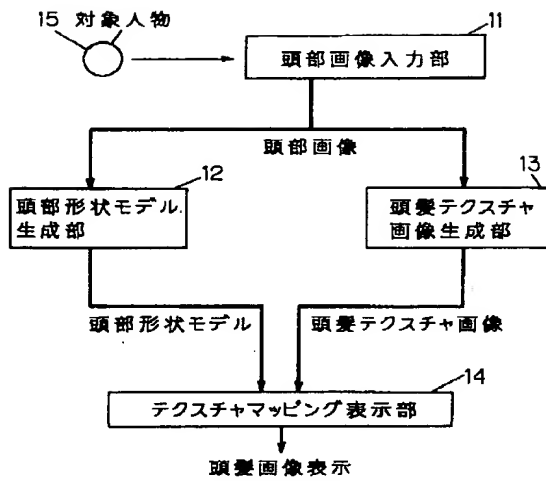 15 対象人物
11
頭部画像入力部
頭部画像
12
13
頭部形状モデル
生成部
頭髪テクスチャ
画像生成部
頭部形状モデル
頭髪テクスチャ画像
14
テクスチャマッピング表示部
頭髪画像表示